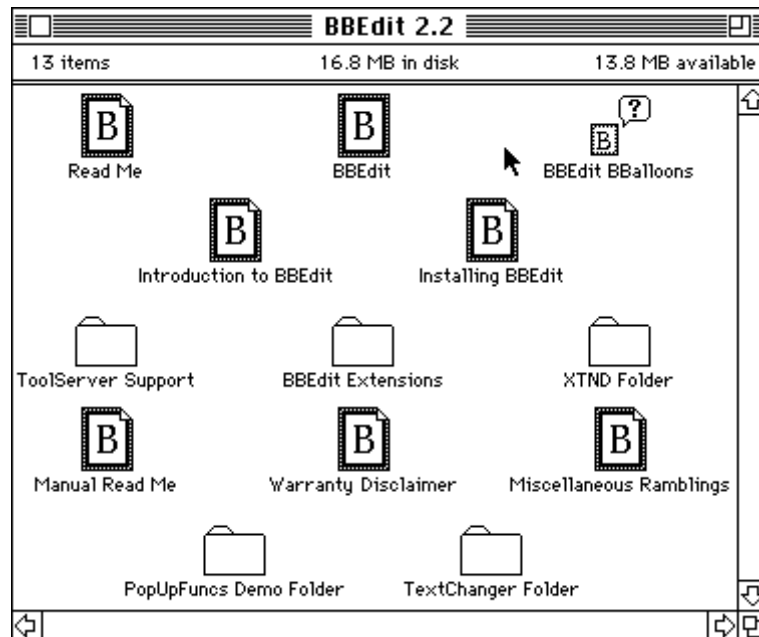 BBEdit 2.2
13 items 16.8 MB in disk 13.8 MB available
B B B ?
Read Me BBEdit BBEdit BBalloons
B B
Introduction to BBEdit Installing BBEdit
ToolServer Support BBEdit Extensions XTND Folder
B B B
Manual Read Me Warranty Disclaimer Miscellaneous Ramblings
PopUpFuncs Demo Folder TextChanger Folder